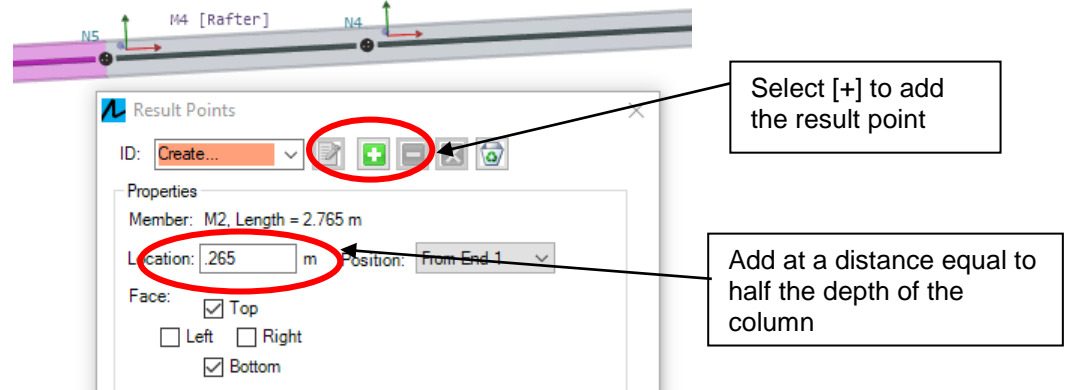 M4 [Rafter]
N5
N4
Select [+] to add
the result point
Result Points
ID: Create...
Properties
Member: M2, Length = 2.765 m
Location: .265 m Position: From End 1
Add at a distance equal to
half the depth of the
column
Face:
Top
Left Right
Bottom